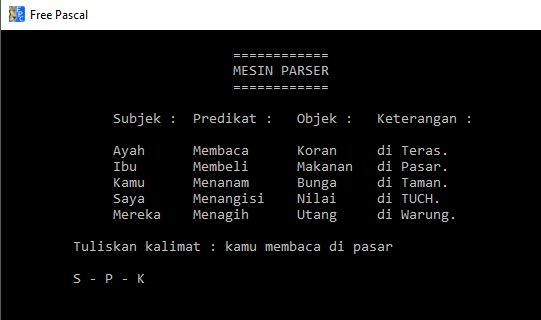 Free Pascal
============
MESIN PARSER
============
Subjek : Predikat : Objek : Keterangan :
Ayah Membaca Koran di Teras.
Ibu Membeli Makanan di Pasar.
Kamu Menanam Bunga di Taman.
Saya Menangisi Nilai di TUCH.
Mereka Menagih Utang di Warung.
Tuliskan kalimat : kamu membaca di pasar
S - P - K